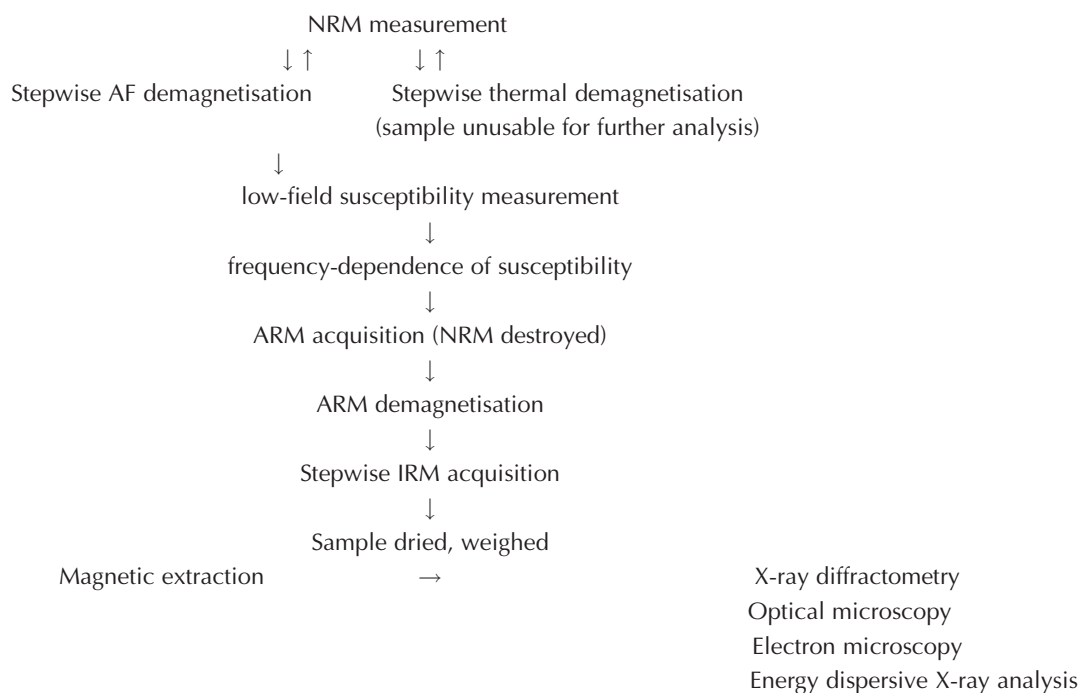 NRM measurement
↓ ↑ ↓ ↑
Stepwise AF demagnetisation Stepwise thermal demagnetisation
(sample unusable for further analysis)
↓
low-field susceptibility measurement
↓
frequency-dependence of susceptibility
↓
ARM acquisition (NRM destroyed)
↓
ARM demagnetisation
↓
Stepwise IRM acquisition
↓
Sample dried, weighed
Magnetic extraction → X-ray diffractometry
Optical microscopy
Electron microscopy
Energy dispersive X-ray analysis